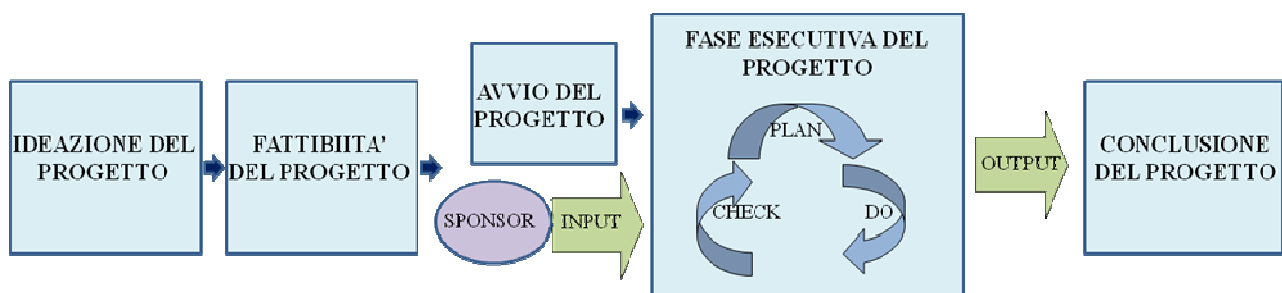 IDEAZIONE DEL
PROGETTO
FATTIBIITA'
DEL PROGETTO
AVVIO DEL
PROGETTO
SPONSOR
INPUT
FASE ESECUTIVA DEL
PROGETTO
PLAN
CHECK
DO
OUTPUT
CONCLUSIONE
DEL PROGETTO